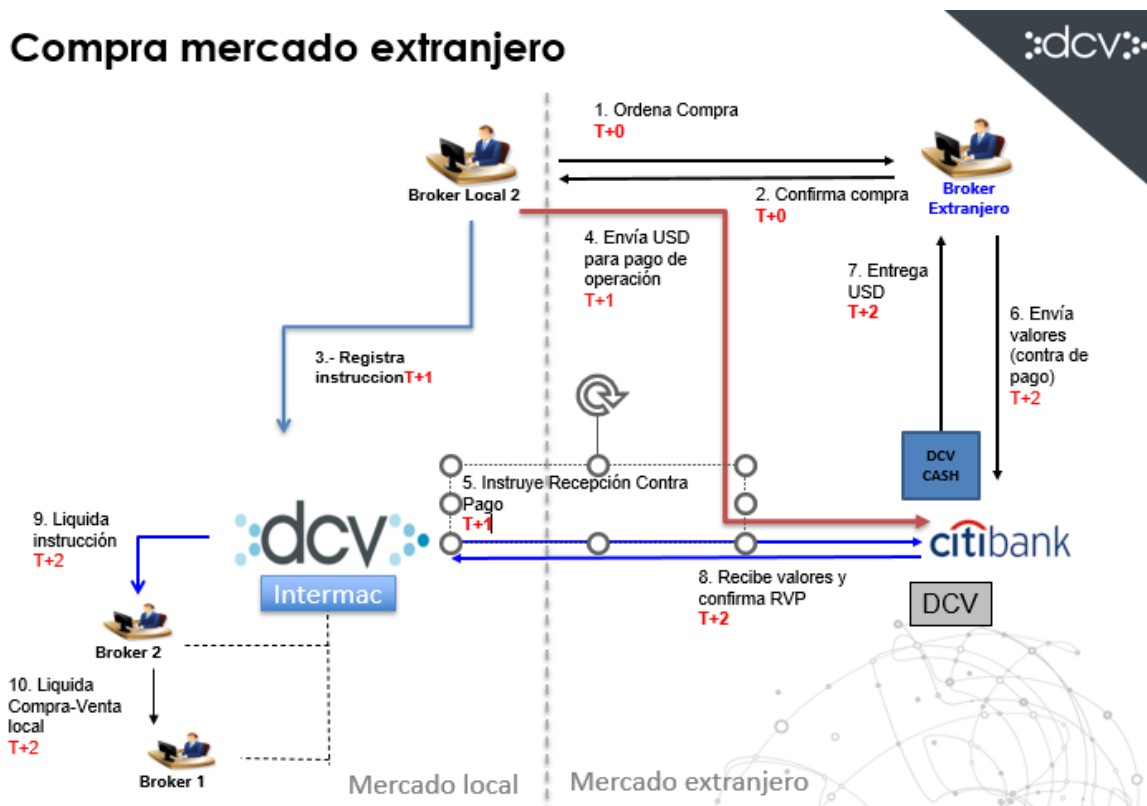 Compra mercado extranjero
dcv
1. Ordena Compra
T+0
Broker Local 2
2. Confirma compra
T+0
Broker
Extranjero
4. Envía USD
para pago de
operación
T+1
7. Entrega
USD
T+2
6. Envía
valores
(contra de
pago)
T+2
3.- Registra
instruccionT+1
DCV
CASH
5. Instruye Recepción Contra
Pago
T+1
9. Liquida
instrucción
T+2
dcv
Intermac
citibank
8. Recibe valores y
confirma RVP
T+2
DCV
Broker 2
10. Liquida
Compra-Venta
local
T+2
Broker 1
Mercado local
Mercado extranjero